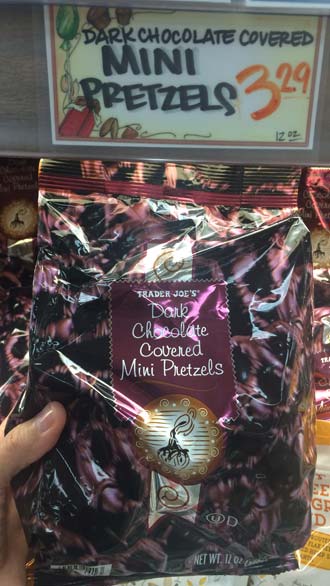 DARK CHOCOLATE COVERED
MINI
PRETZELS
3.29
12 oz
TRADER JOE'S
Dark
Chocolate
Covered
Mini Pretzels
U D
NET WT. 12 OZ